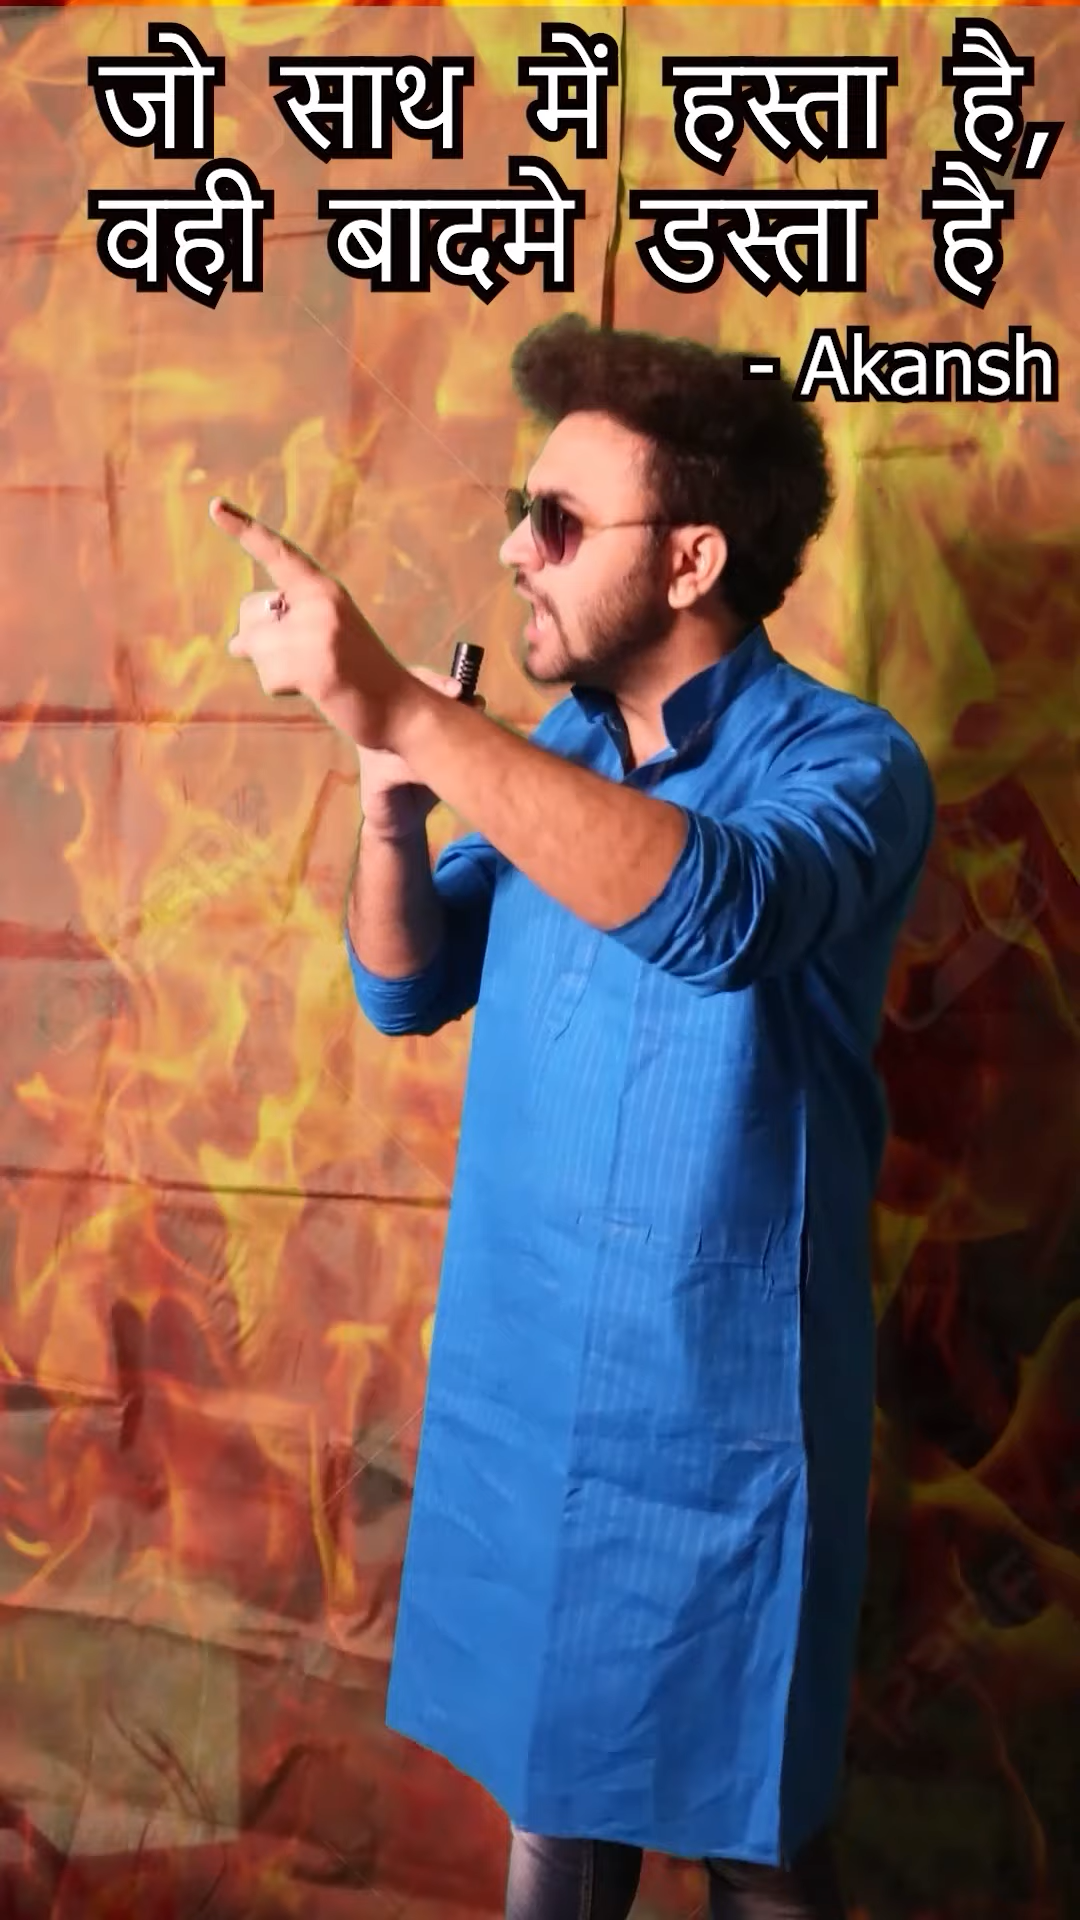 जो साथ में हस्ता है,
वही बादमे डस्ता है
- Akansh